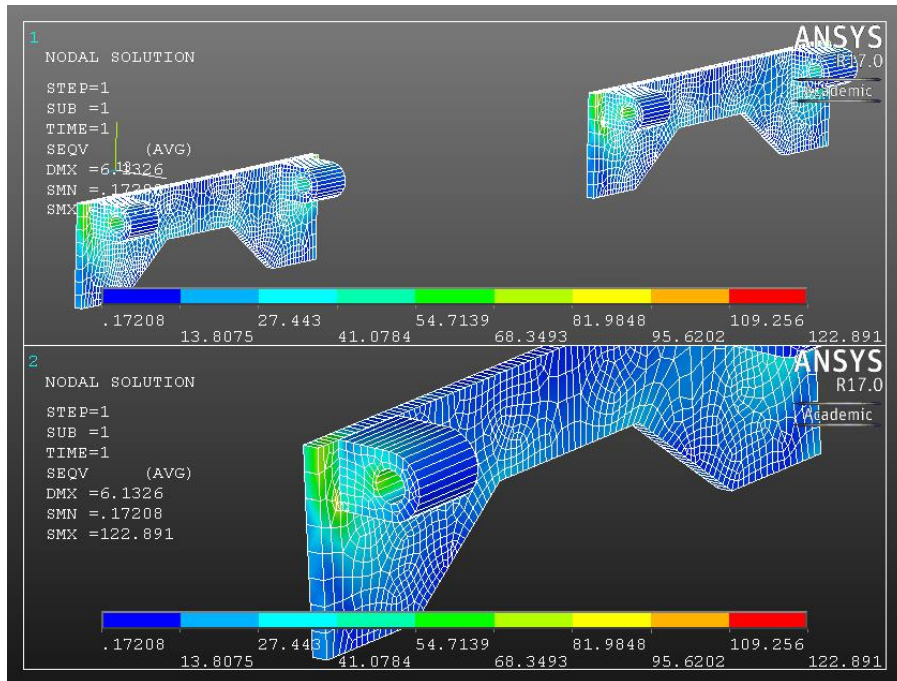 1
ANSYS
R17.0
Academic
NODAL SOLUTION
STEP=1
SUB =1
TIME=1
SEQV (AVG)
DMX =6.1326
SMN =.17208
SMX
.17208 27.443 54.7139 81.9848 109.256
13.8075 41.0784 68.3493 95.6202 122.891
2
ANSYS
R17.0
Academic
NODAL SOLUTION
STEP=1
SUB =1
TIME=1
SEQV (AVG)
DMX =6.1326
SMN =.17208
SMX =122.891
.17208 27.443 54.7139 81.9848 109.256
13.8075 41.0784 68.3493 95.6202 122.891